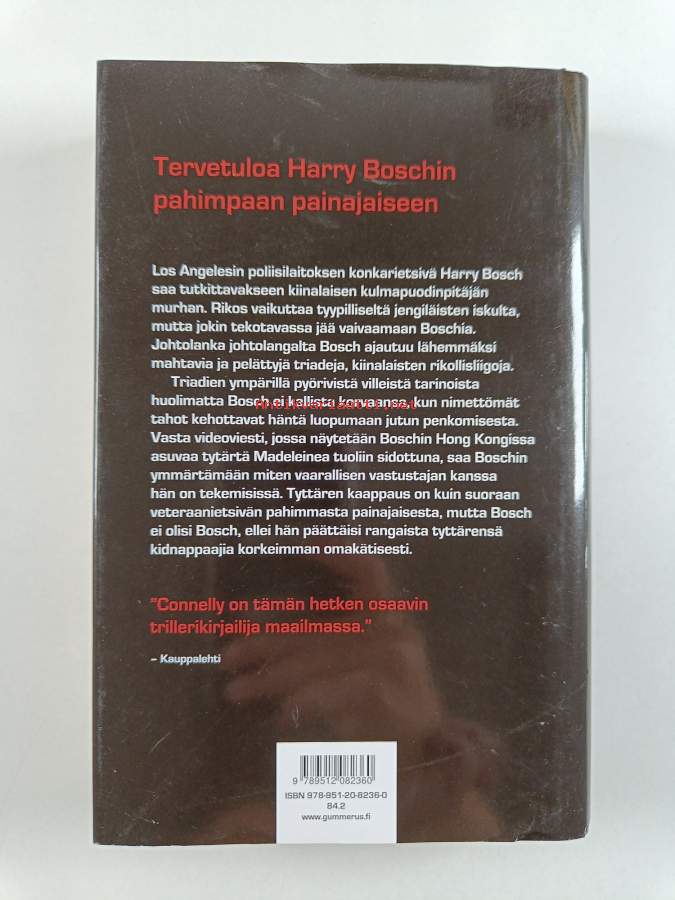 Tervetuloa Harry Boschin
pahimpaan painajaiseen
Los Angelesin poliisilaitoksen konkarietsivä Harry Bosch
saa tutkittavakseen kiinalaisen kulmapuodinpitäjän
murhan. Rikos vaikuttaa tyypilliseltä jengiläisten iskulta,
mutta jokin tekotavassa jää vaivaamaan Boschia.
Johtolanka johtolangalta Bosch ajautuu lähemmäksi
mahtavia ja pelättyjä triadeja, kiinalaisten rikollisliigoja.
Triadien ympärillä pyörivistä villeistä tarinoista
huolimatta Bosch ei kallista korvaansa, kun nimettömät
antikvariaatti.net
tahot kehottavat häntä luopumaan jutun penkomisesta.
Vasta videoviesti, jossa näytetään Boschin Hong Kongissa
asuvaa tytärtä Madeleinea tuoliin sidottuna, saa Boschin
ymmärtämään miten vaarallisen vastustajan kanssa
hän on tekemisissä. Tyttären kaappaus on kuin suoraan
veteraanietsivän pahimmasta painajaisesta, mutta Bosch
ei olisi Bosch, ellei hän päättäisi rangaista tyttärensä
kidnappaajia korkeimman omakätisesti.
"Connelly on tämän hetken osaavin
trillerikirjailija maailmassa."
– Kauppalehti
9 789512 082360
ISBN 978-951-20-8236-0
84.2
www.gummerus.fi